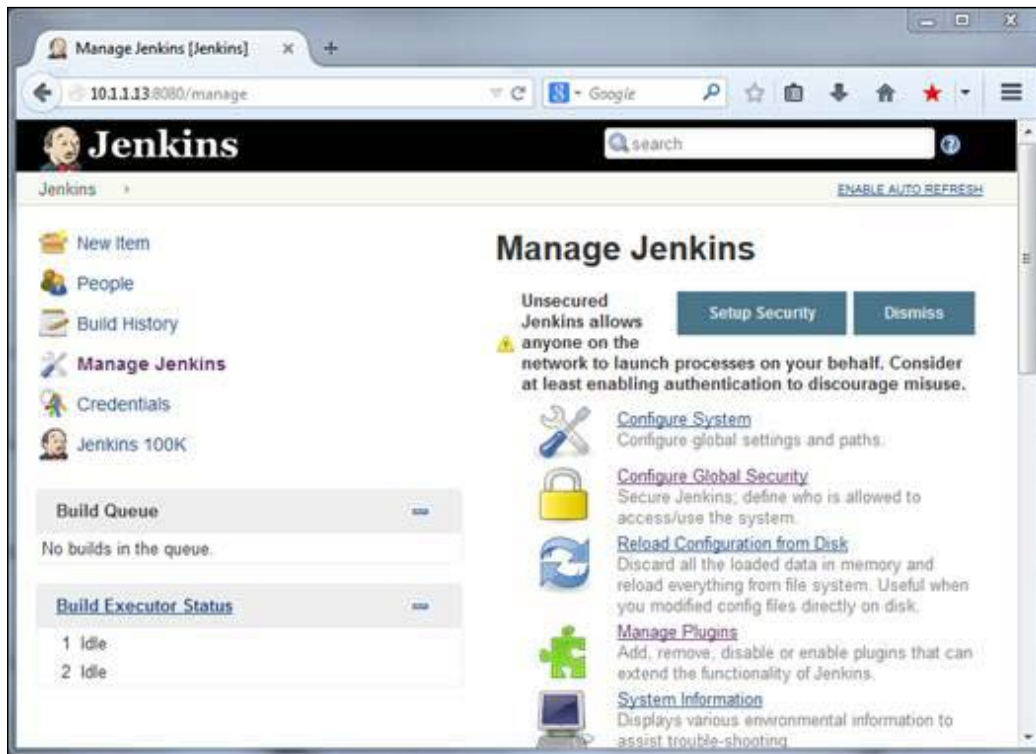 Manage Jenkins [Jenkins]
10.1.1.13:8080/manage
Google
Jenkins
search
Jenkins
ENABLE AUTO REFRESH
New Item
People
Build History
Manage Jenkins
Credentials
Jenkins 100K
Build Queue
No builds in the queue.
Build Executor Status
1 Idle
2 Idle
Manage Jenkins
Unsecured
Jenkins allows
anyone on the
network to launch processes on your behalf. Consider
at least enabling authentication to discourage misuse.
Setup Security
Dismiss
Configure System
Configure global settings and paths.
Configure Global Security
Secure Jenkins; define who is allowed to
access/use the system.
Reload Configuration from Disk
Discard all the loaded data in memory and
reload everything from file system. Useful when
you modified config files directly on disk.
Manage Plugins
Add, remove, disable or enable plugins that can
extend the functionality of Jenkins.
System Information
Displays various environmental information to
assist trouble-shooting.